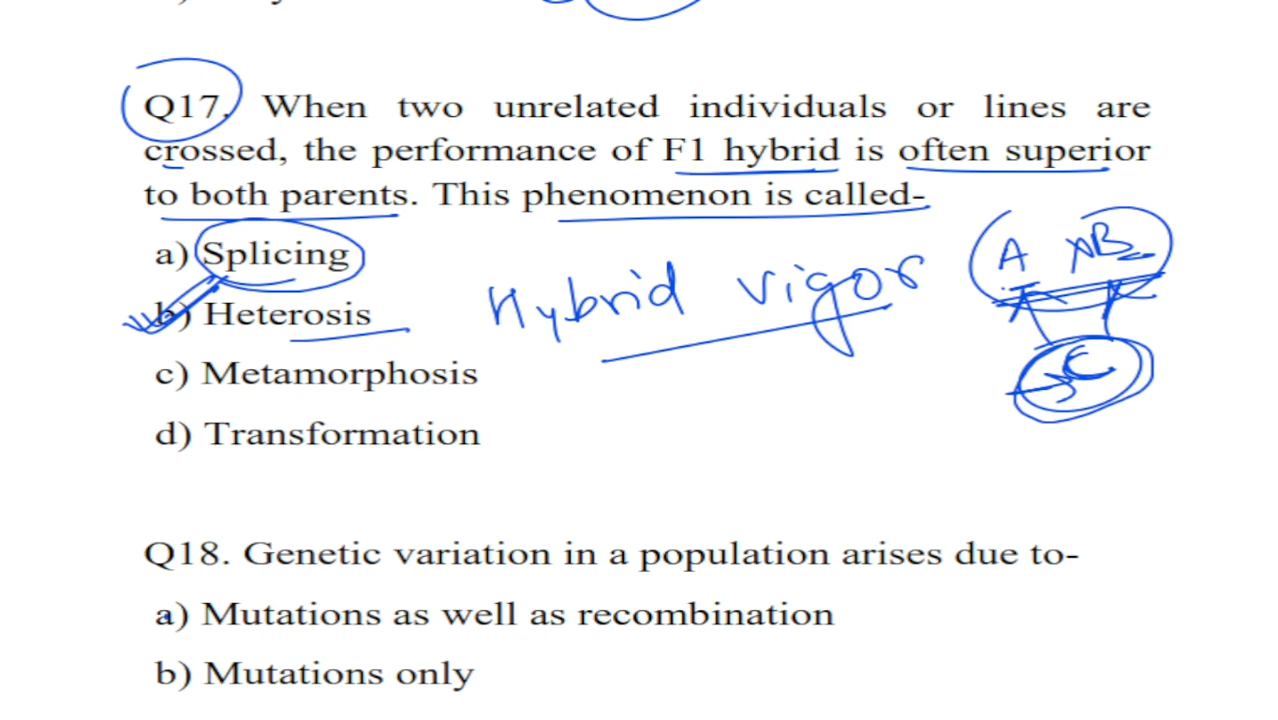 Q17. When two unrelated individuals or lines are
crossed, the performance of F1 hybrid is often superior
to both parents. This phenomenon is called-
a) Splicing
b) Heterosis
Hybrid vigor
A B
C
c) Metamorphosis
d) Transformation
Q18. Genetic variation in a population arises due to-
a) Mutations as well as recombination
b) Mutations only